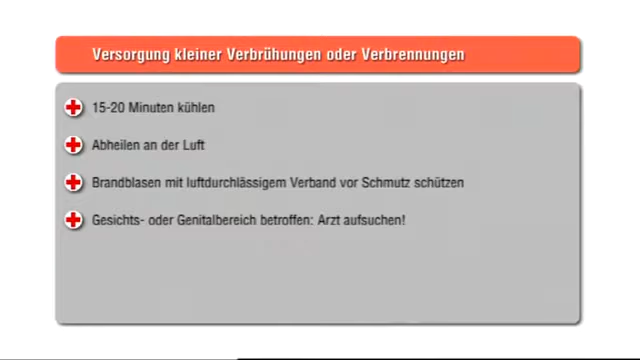 Versorgung kleiner Verbrühungen oder Verbrennungen
15-20 Minuten kühlen
Abheilen an der Luft
Brandblasen mit luftdurchlässigem Verband vor Schmutz schützen
Gesichts- oder Genitalbereich betroffen: Arzt aufsuchen!